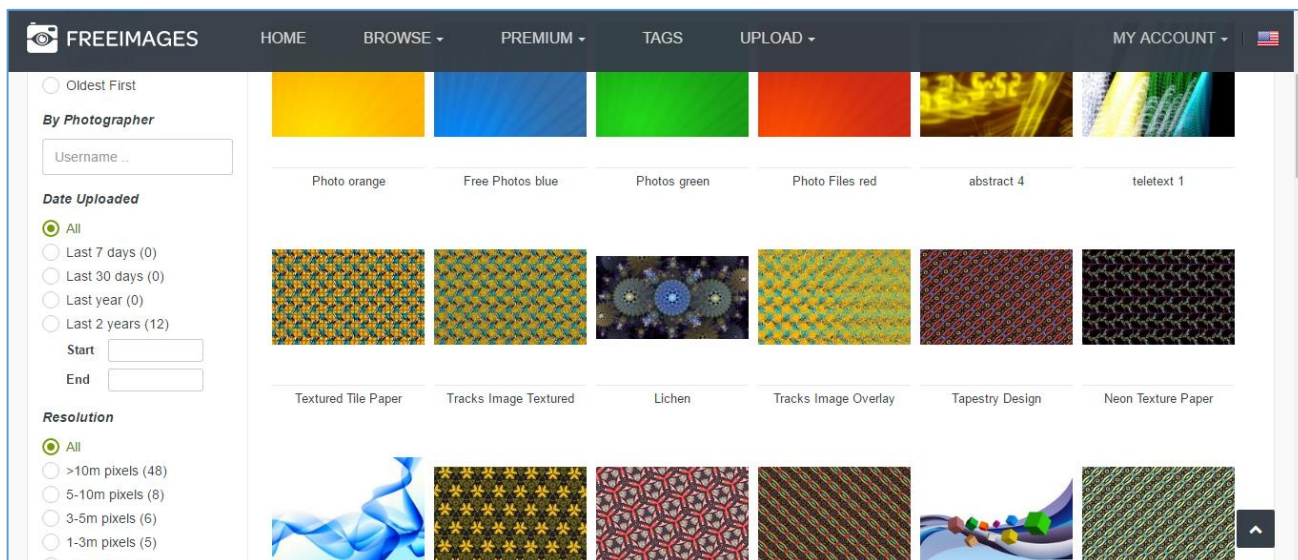 FREEIMAGES HOME BROWSE PREMIUM TAGS UPLOAD MY ACCOUNT
Oldest First
By Photographer
Username ..
Date Uploaded
All
Last 7 days (0)
Last 30 days (0)
Last year (0)
Last 2 years (12)
Start
End
Resolution
All
>10m pixels (48)
5-10m pixels (8)
3-5m pixels (6)
1-3m pixels (5)
Photo orange Free Photos blue Photos green Photo Files red abstract 4 teletext 1
Textured Tile Paper Tracks Image Textured Lichen Tracks Image Overlay Tapestry Design Neon Texture Paper